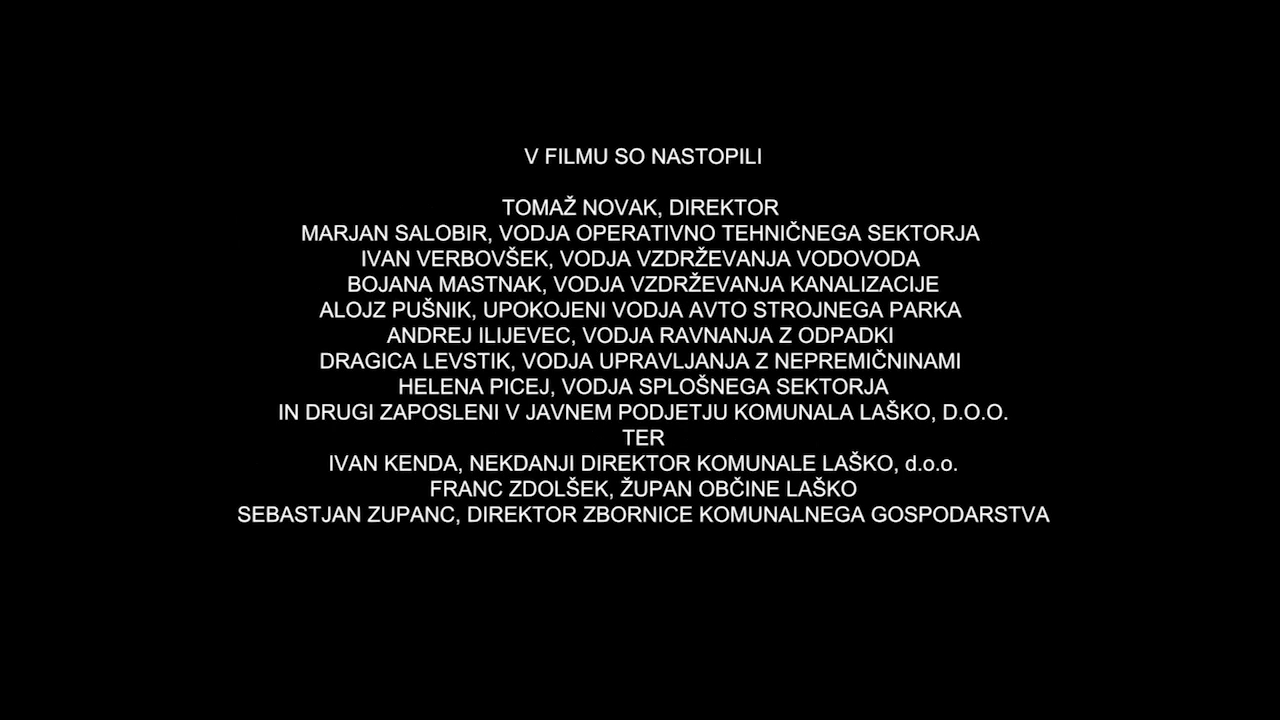 V FILMU SO NASTOPILI
TOMAŽ NOVAK, DIREKTOR
MARJAN SALOBIR, VODJA OPERATIVNO TEHNIČNEGA SEKTORJA
IVAN VERBOVŠEK, VODJA VZDRŽEVANJA VODOVODA
BOJANA MASTNAK, VODJA VZDRŽEVANJA KANALIZACIJE
ALOJZ PUŠNIK, UPOKOJENI VODJA AVTO STROJNEGA PARKA
ANDREJ ILIJEVEC, VODJA RAVNANJA Z ODPADKI
DRAGICA LEVSTIK, VODJA UPRAVLJANJA Z NEPREMIČNINAMI
HELENA PICEJ, VODJA SPLOŠNEGA SEKTORJA
IN DRUGI ZAPOSLENI V JAVNEM PODJETJU KOMUNALA LAŠKO, D.O.O.
TER
IVAN KENDA, NEKDANJI DIREKTOR KOMUNALE LAŠKO, d.o.o.
FRANC ZDOLŠEK, ŽUPAN OBČINE LAŠKO
SEBASTJAN ZUPANC, DIREKTOR ZBORNICE KOMUNALNEGA GOSPODARSTVA